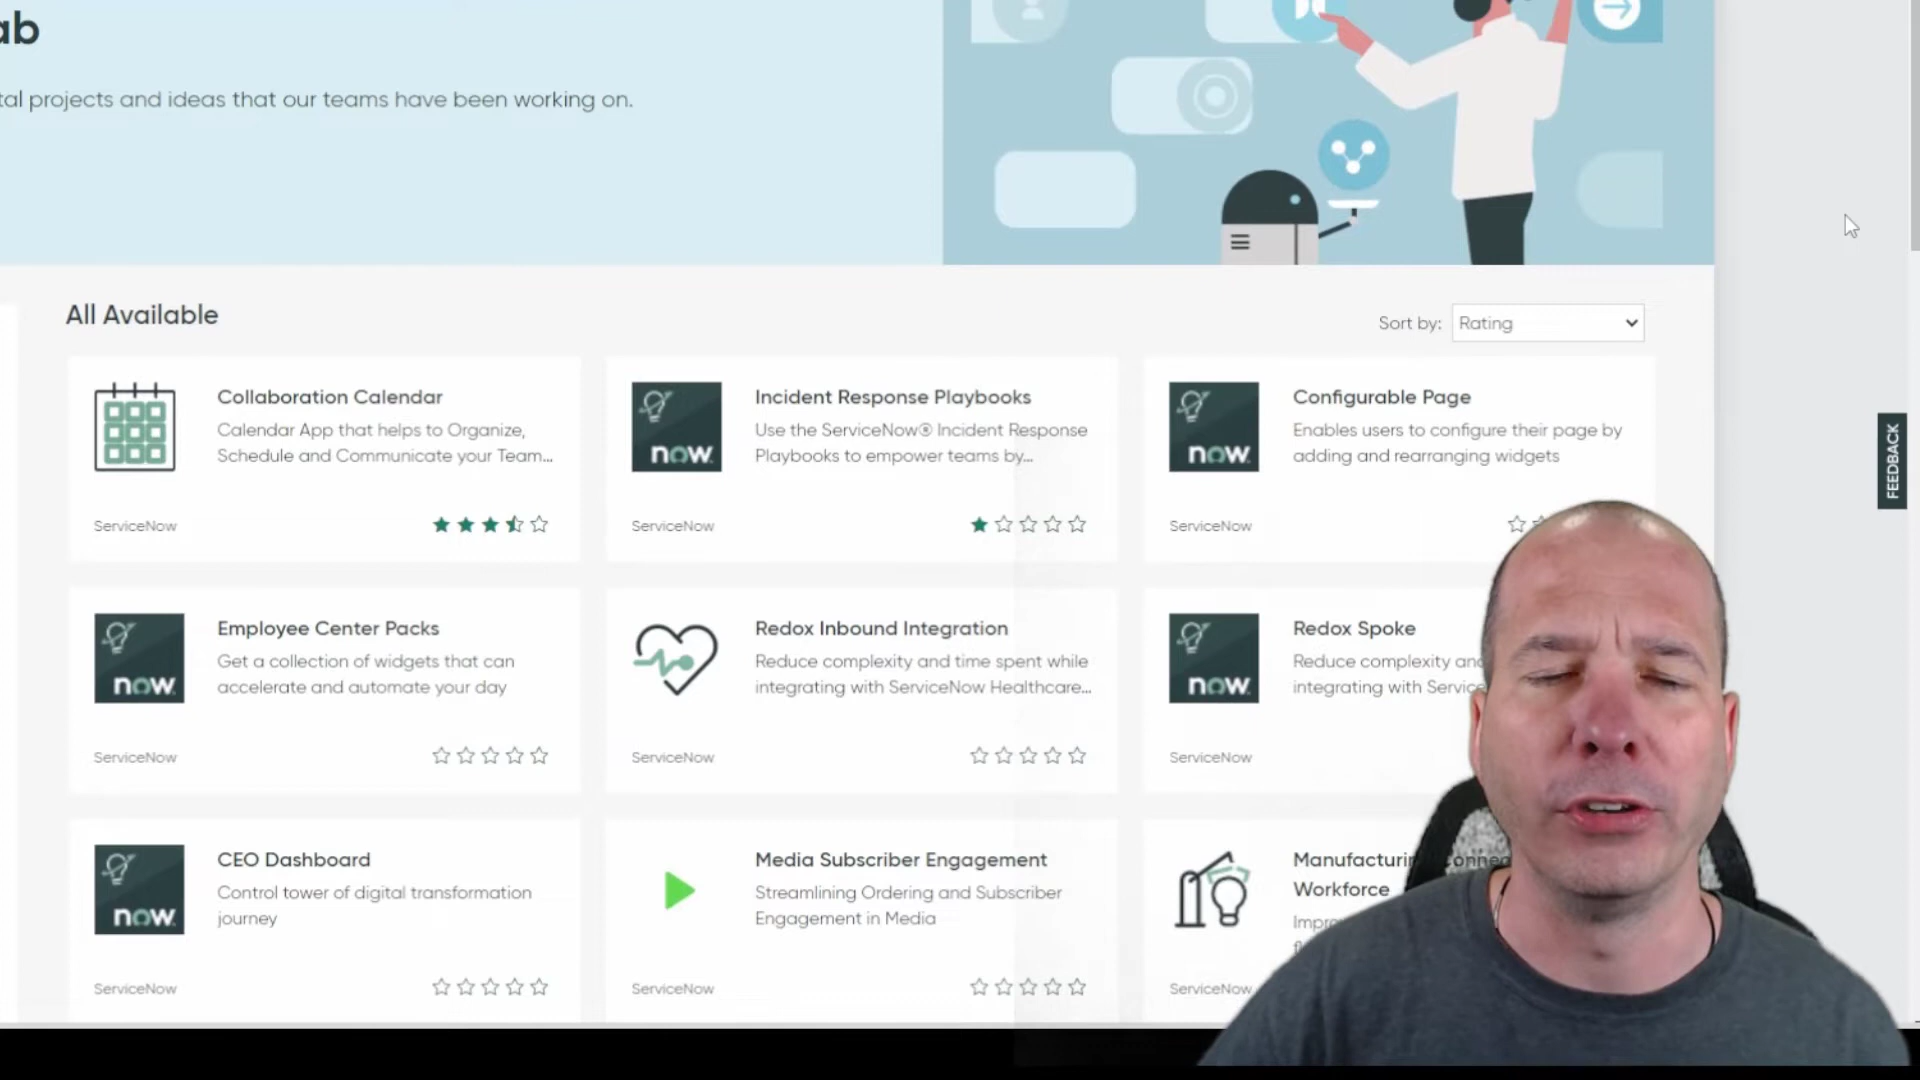 ab
tal projects and ideas that our teams have been working on.
All Available
Sort by: Rating
Collaboration Calendar
Calendar App that helps to Organize,
Schedule and Communicate your Team...
ServiceNow
now.
Incident Response Playbooks
Use the ServiceNow® Incident Response
Playbooks to empower teams by...
ServiceNow
now.
Configurable Page
Enables users to configure their page by
adding and rearranging widgets
ServiceNow
FEEDBACK
now.
Employee Center Packs
Get a collection of widgets that can
accelerate and automate your day
ServiceNow
Redox Inbound Integration
Reduce complexity and time spent while
integrating with ServiceNow Healthcare...
ServiceNow
now.
Redox Spoke
Reduce complexity and
integrating with Service
ServiceNow
now.
CEO Dashboard
Control tower of digital transformation
journey
ServiceNow
Media Subscriber Engagement
Streamlining Ordering and Subscriber
Engagement in Media
ServiceNow
Workforce
ServiceNow